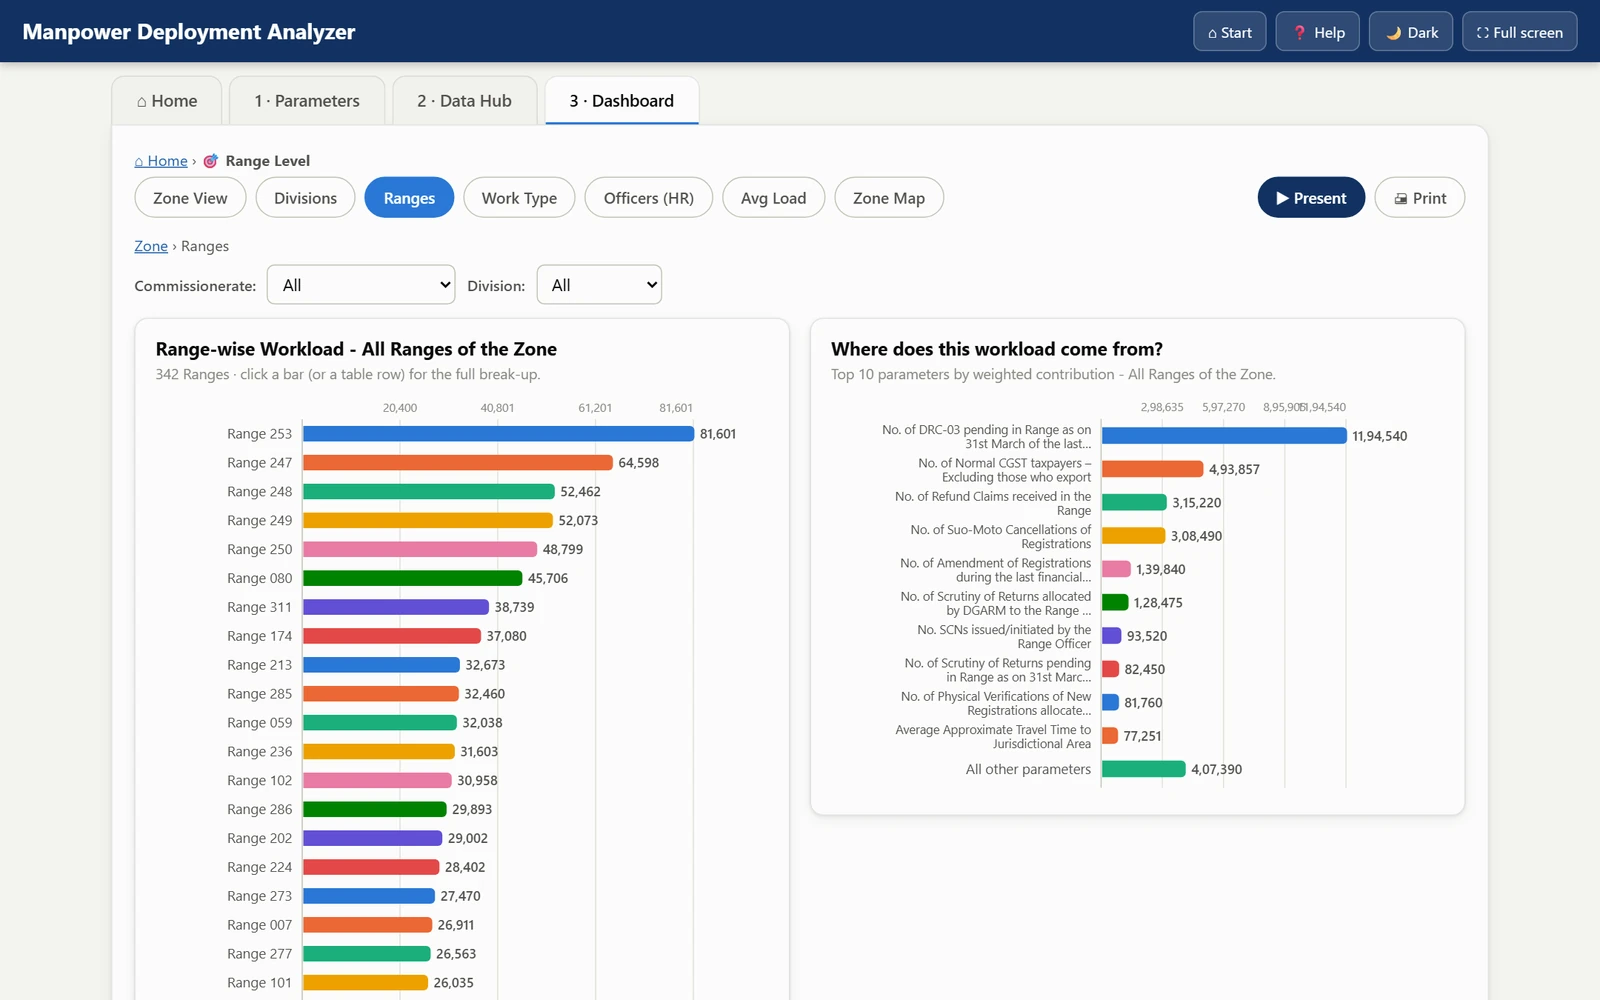 Manpower Deployment Analyzer
⌂ Start
❓ Help
🌙 Dark
⛶ Full screen
⌂ Home
1 · Parameters
2 · Data Hub
3 · Dashboard
⌂ Home › 🎯 Range Level
Zone View
Divisions
Ranges
Work Type
Officers (HR)
Avg Load
Zone Map
▶ Present
🖨 Print
Zone › Ranges
Commissionerate: All
Division: All
Range-wise Workload - All Ranges of the Zone
342 Ranges · click a bar (or a table row) for the full break-up.
20,400 40,801 61,201 81,601
Range 253 81,601
Range 247 64,598
Range 248 52,462
Range 249 52,073
Range 250 48,799
Range 080 45,706
Range 311 38,739
Range 174 37,080
Range 213 32,673
Range 285 32,460
Range 059 32,038
Range 236 31,603
Range 102 30,958
Range 286 29,893
Range 202 29,002
Range 224 28,402
Range 273 27,470
Range 007 26,911
Range 277 26,563
Range 101 26,035
Where does this workload come from?
Top 10 parameters by weighted contribution - All Ranges of the Zone.
2,98,635 5,97,270 11,94,540
No. of DRC-03 pending in Range as on
31st March of the last... 11,94,540
No. of Normal CGST taxpayers –
Excluding those who export 4,93,857
No. of Refund Claims received in the
Range 3,15,220
No. of Suo-Moto Cancellations of
Registrations 3,08,490
No. of Amendment of Registrations
during the last financial... 1,39,840
No. of Scrutiny of Returns allocated
by DGARM to the Range ... 1,28,475
No. SCNs issued/initiated by the
Range Officer 93,520
No. of Scrutiny of Returns pending
in Range as on 31st Marc... 82,450
No. of Physical Verifications of New
Registrations allocate... 81,760
Average Approximate Travel Time to
Jurisdictional Area 77,251
All other parameters 4,07,390